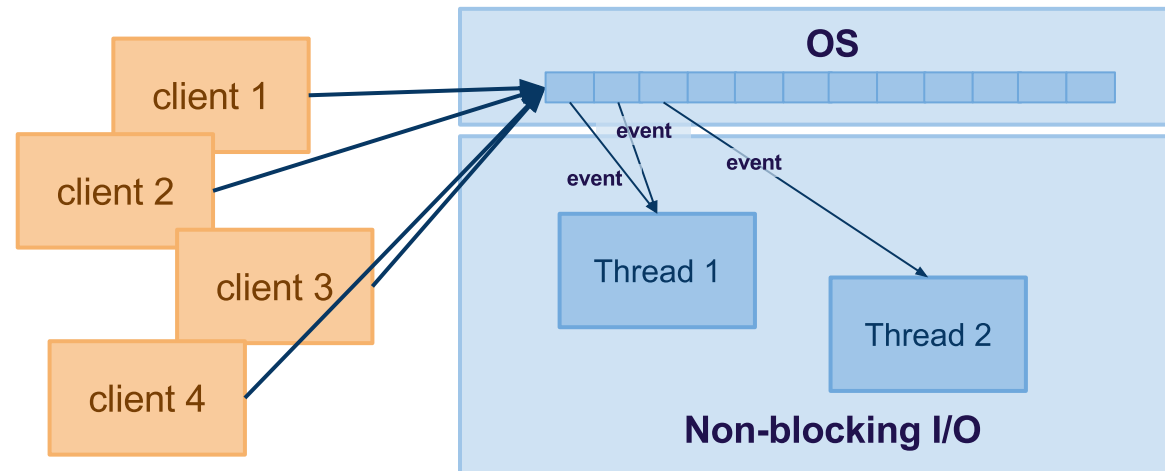 OS
client 1
client 2
client 3
client 4
event
event
event
Thread 1
Thread 2
Non-blocking I/O